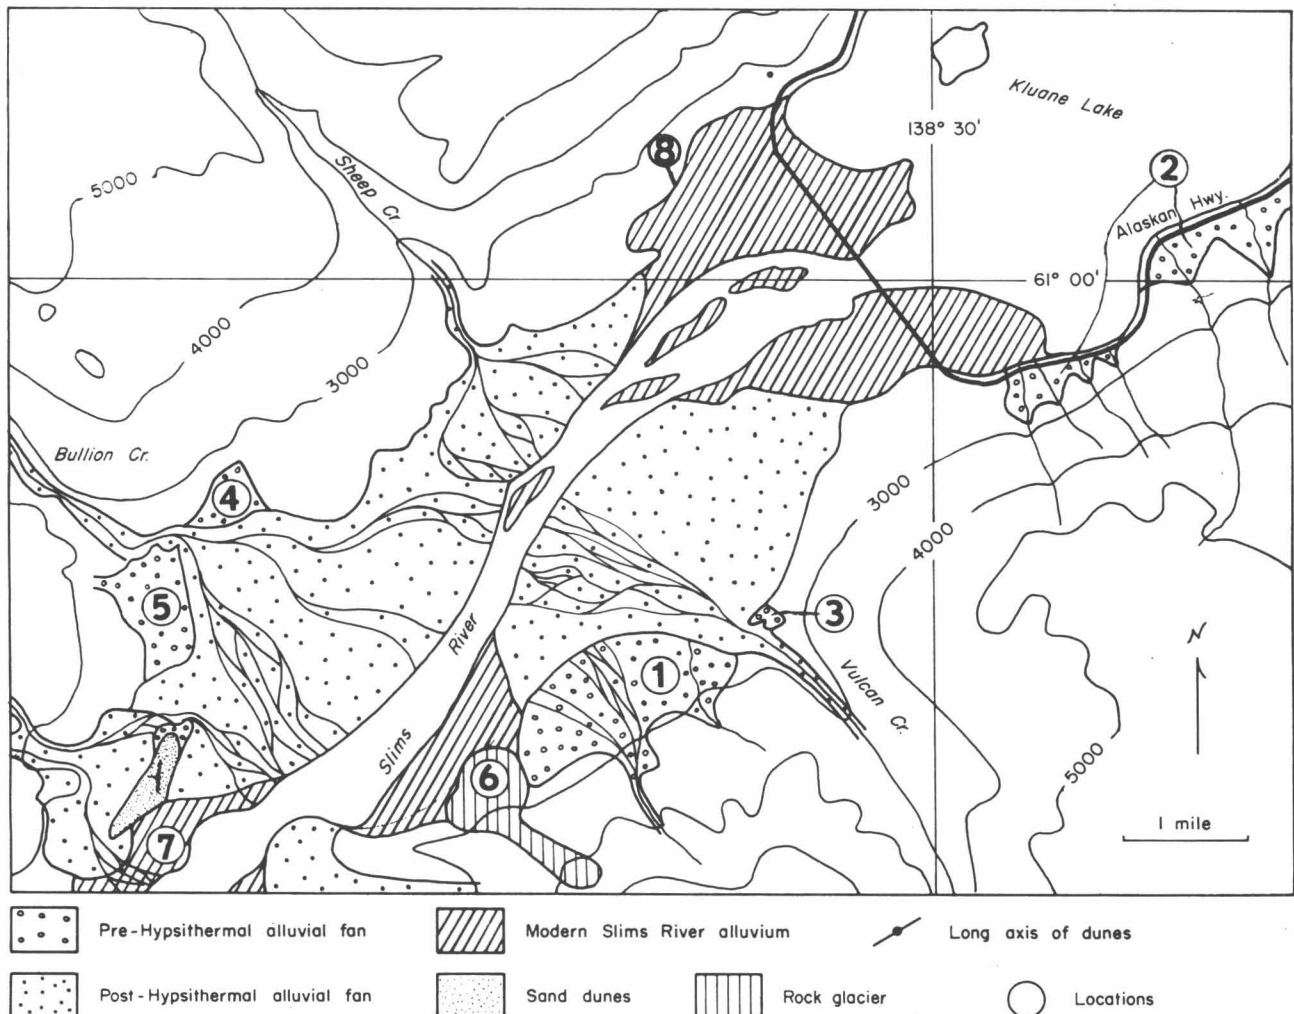 Kluane Lake
138° 30'
8
2
Sheep Cr.
5000
Alaskan Hwy.
61° 00'
4000
3000
Bullion Cr.
4
3000
4000
5
3
River
1
Vulcan Cr.
N
Slims
6
5000
1 mile
7
Pre-Hypsithermal alluvial fan
Modern Slims River alluvium
Long axis of dunes
Post-Hypsithermal alluvial fan
Sand dunes
Rock glacier
Locations